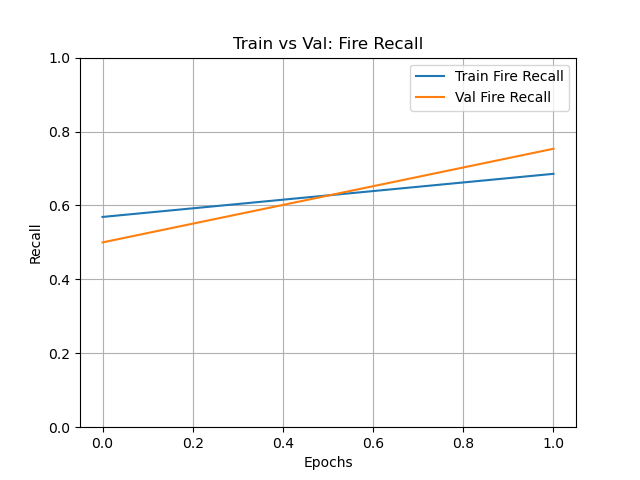 Train vs Val: Fire Recall
Train Fire Recall
Val Fire Recall
Recall
1.0
0.8
0.6
0.4
0.2
0.0
0.0 0.2 0.4 0.6 0.8 1.0
Epochs